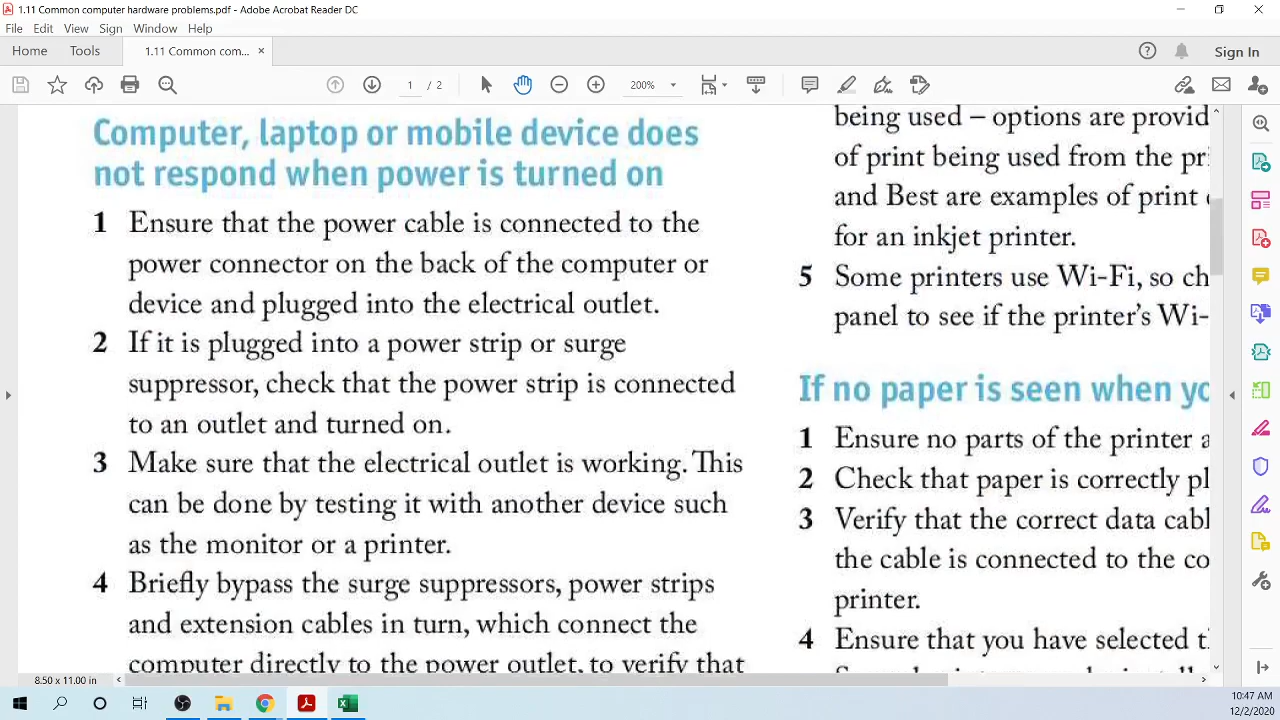 1.11 Common computer hardware problems.pdf - Adobe Acrobat Reader DC
File Edit View Sign Window Help
Home Tools 1.11 Common com... × Sign In
1 / 2 200%
Computer, laptop or mobile device does
not respond when power is turned on
1 Ensure that the power cable is connected to the
power connector on the back of the computer or
device and plugged into the electrical outlet.
2 If it is plugged into a power strip or surge
suppressor, check that the power strip is connected
to an outlet and turned on.
3 Make sure that the electrical outlet is working. This
can be done by testing it with another device such
as the monitor or a printer.
4 Briefly bypass the surge suppressors, power strips
and extension cables in turn, which connect the
computer directly to the power outlet, to verify that
being used – options are provid
of print being used from the pri
and Best are examples of print
for an inkjet printer.
5 Some printers use Wi-Fi, so ch
panel to see if the printer's Wi-
If no paper is seen when yo
1 Ensure no parts of the printer a
2 Check that paper is correctly pl
3 Verify that the correct data cabl
the cable is connected to the co
printer.
4 Ensure that you have selected t
8.50 x 11.00 in
10:47 AM
12/2/2020